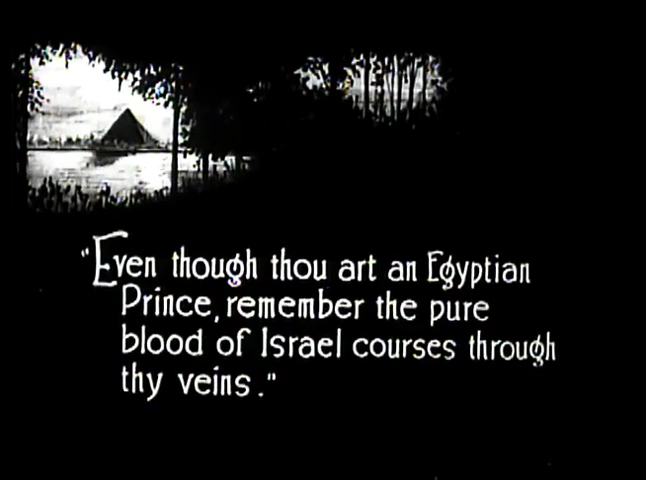 "Even though thou art an Egyptian
Prince, remember the pure
blood of Israel courses through
thy veins."